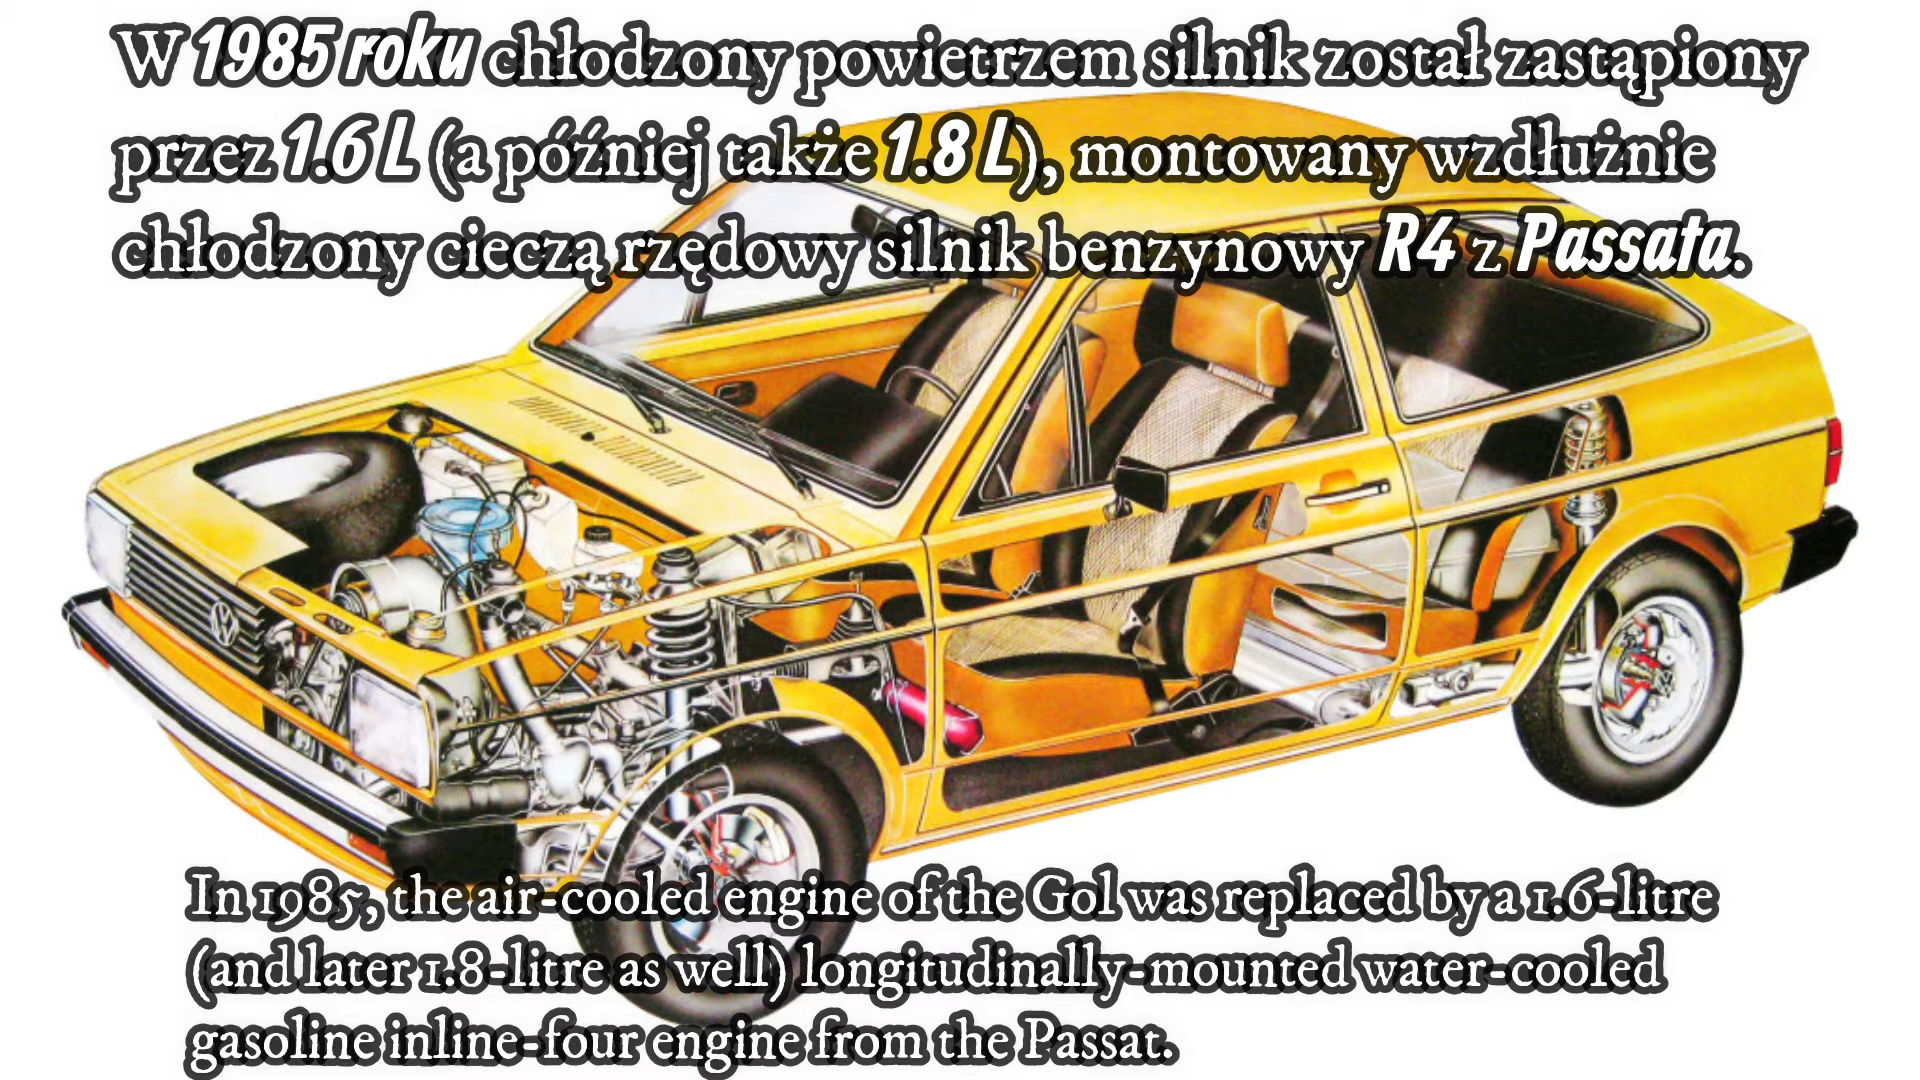 W 1985 roku chłodzony powietrzem silnik został zastąpiony
przez 1.6 L (a później także 1.8 L), montowany wzdłużnie
chłodzony cieczą rzędowy silnik benzynowy R4 z Passata.
In 1985, the air-cooled engine of the Gol was replaced by a 1.6-litre
(and later 1.8-litre as well) longitudinally-mounted water-cooled
gasoline inline-four engine from the Passat.